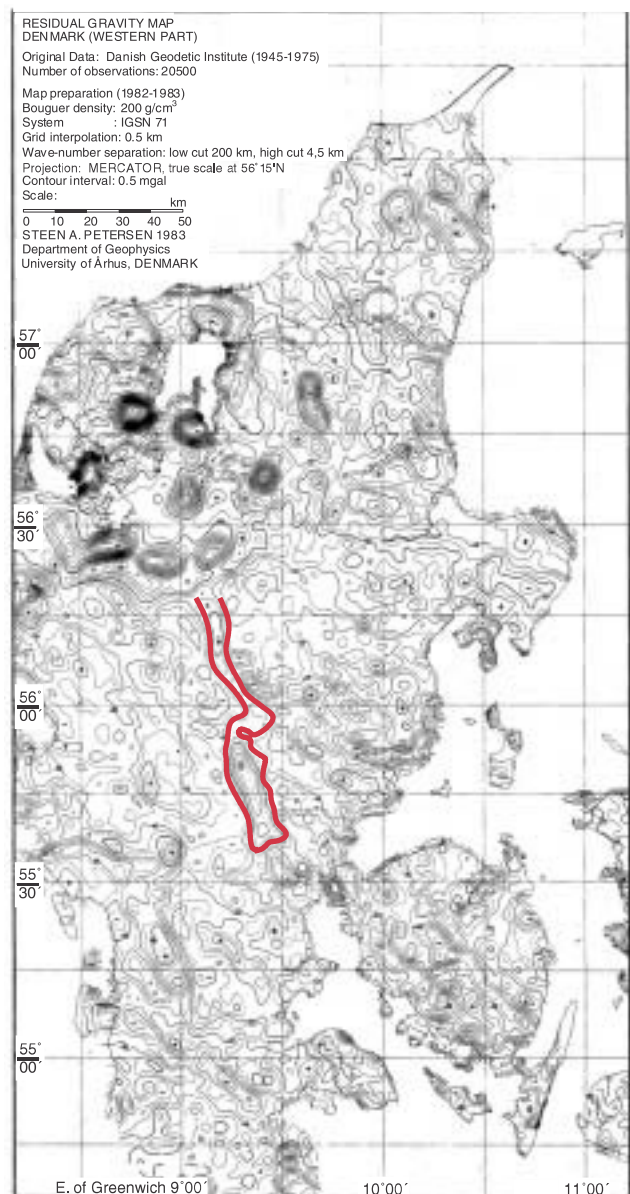 RESIDUAL GRAVITY MAP
DENMARK (WESTERN PART)
Original Data: Danish Geodetic Institute (1945-1975)
Number of observations: 20500
Map preparation (1982-1983)
Bouguer density: 200 g/cm³
System : IGSN 71
Grid interpolation: 0.5 km
Wave-number separation: low cut 200 km, high cut 4,5 km
Projection: MERCATOR, true scale at 56°15'N
Contour interval: 0.5 mgal
Scale:
km
0 10 20 30 40 50
STEEN A. PETERSEN 1983
Department of Geophysics
University of Århus, DENMARK
57°
00'
56°
30'
56°
00'
55°
30'
55°
00'
E. of Greenwich 9°00' 10°00' 11°00'